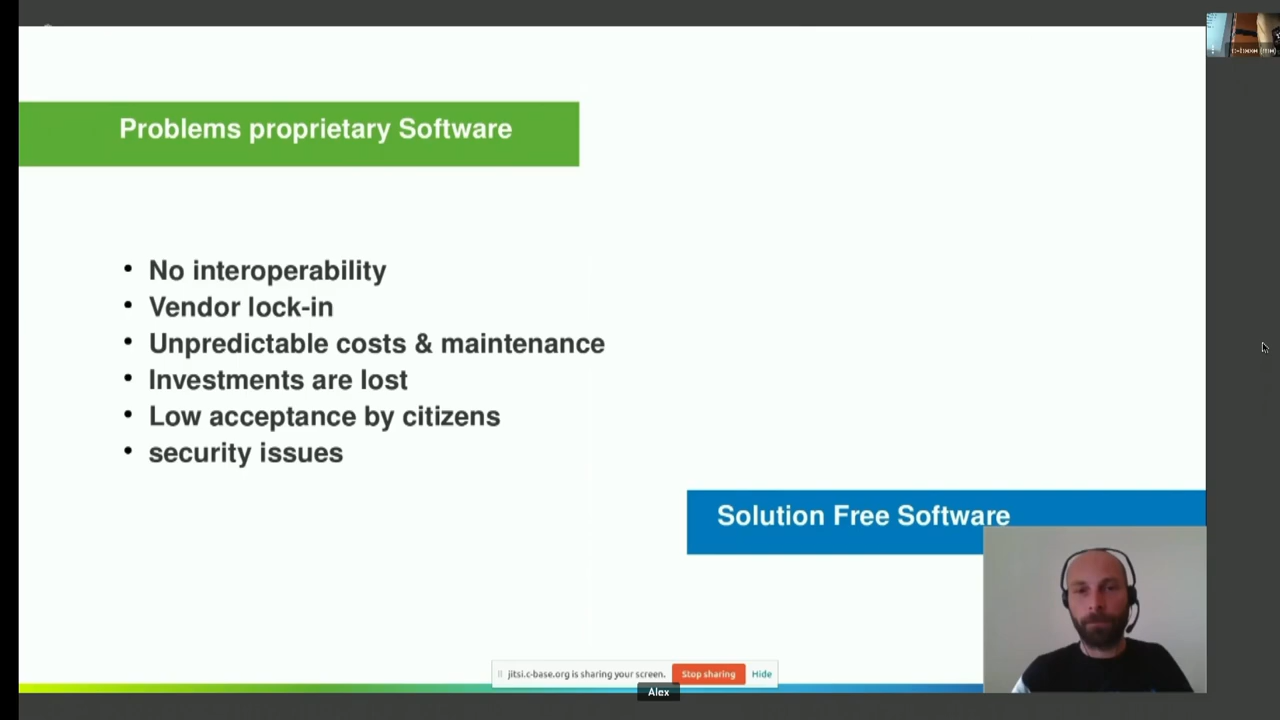 Problems proprietary Software
• No interoperability
• Vendor lock-in
• Unpredictable costs & maintenance
• Investments are lost
• Low acceptance by citizens
• security issues
Solution Free Software
jitsi.c-base.org is sharing your screen. Stop sharing Hide
Alex